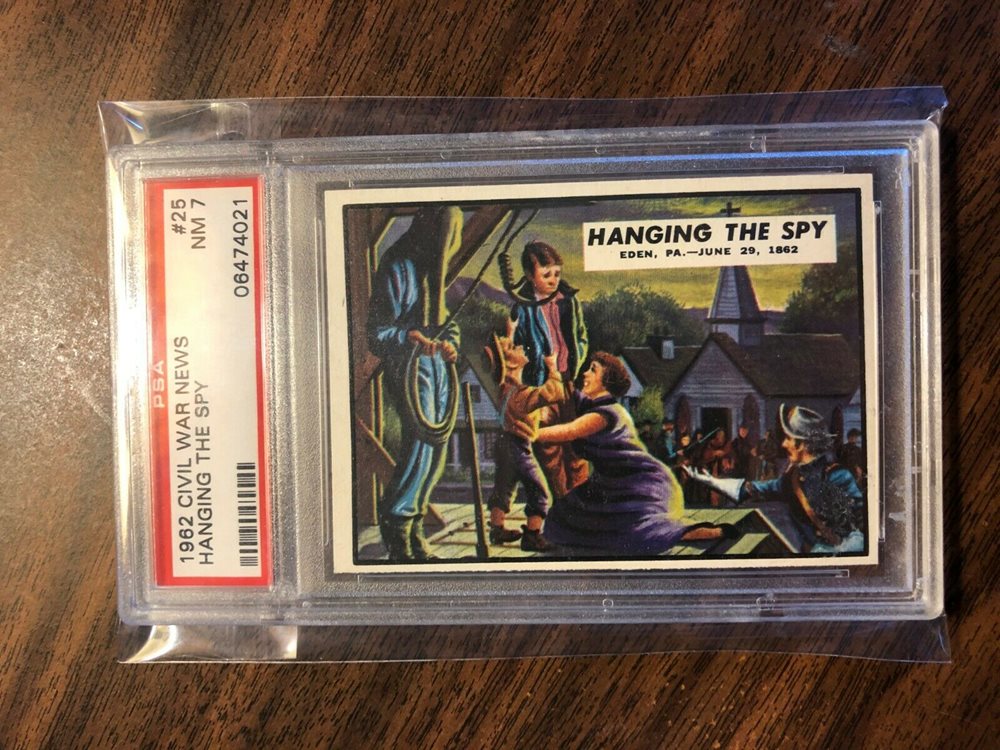 1962 CIVIL WAR NEWS #25
HANGING THE SPY NM 7
PSA
06474021
HANGING THE SPY
EDEN, PA.—JUNE 29, 1862